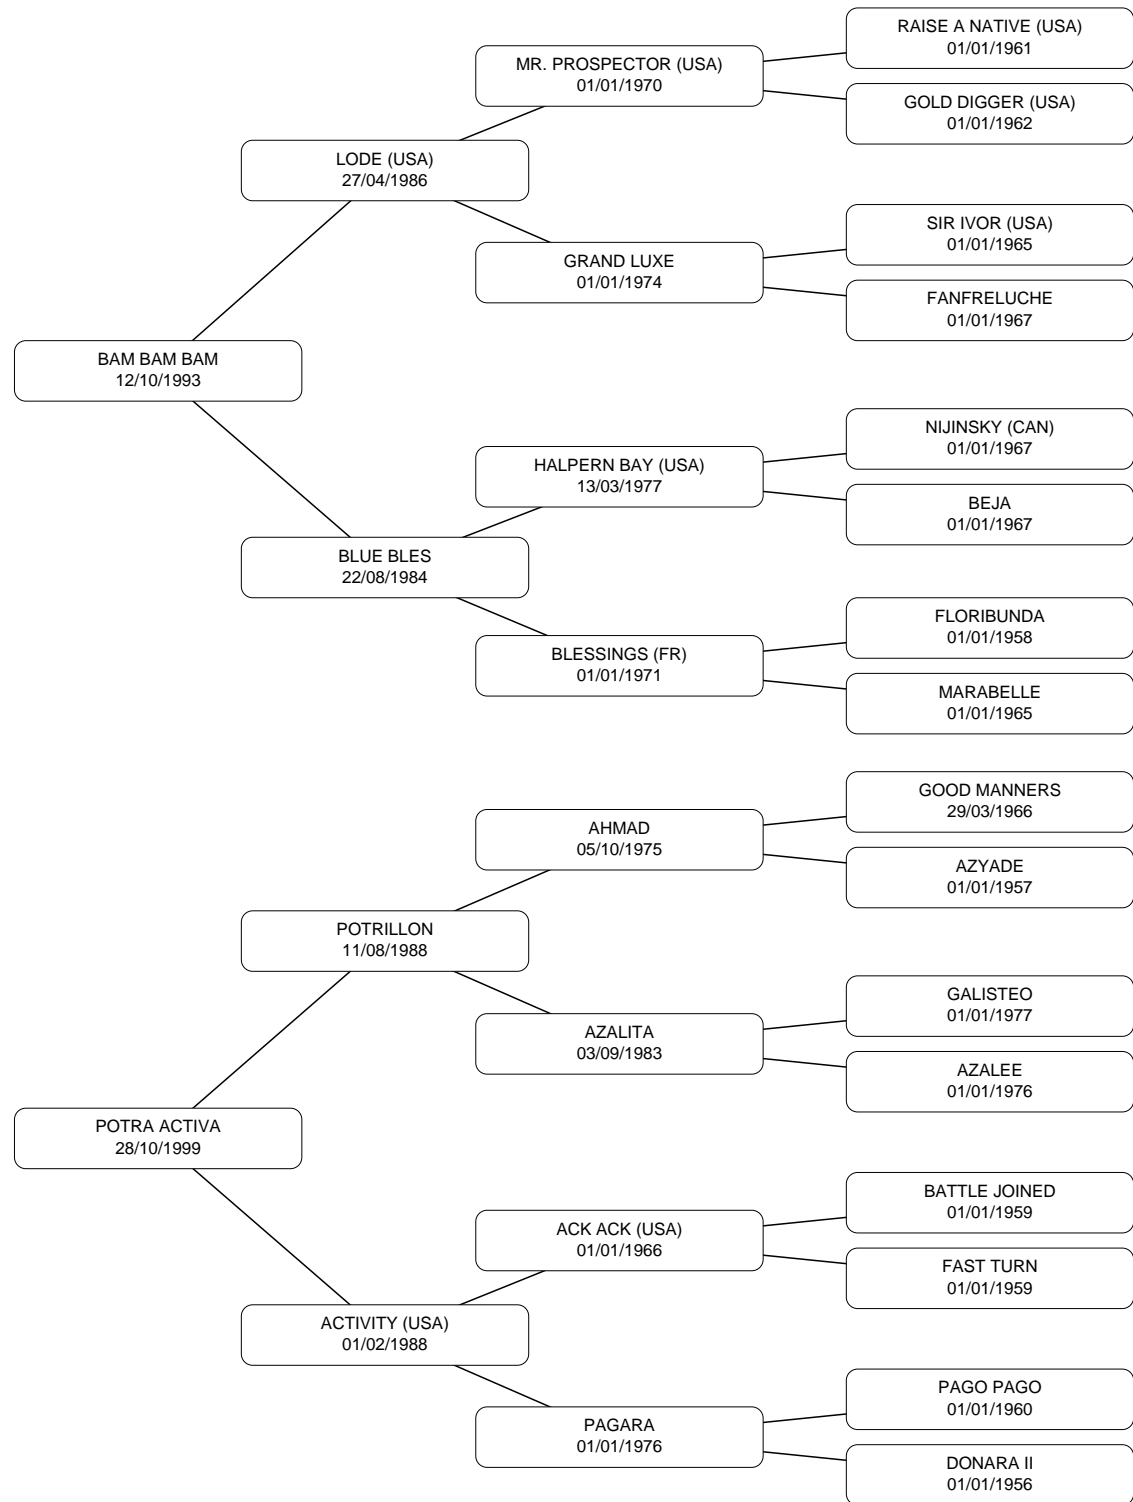 RAISE A NATIVE (USA)
01/01/1961
MR. PROSPECTOR (USA)
01/01/1970
GOLD DIGGER (USA)
01/01/1962
LODE (USA)
27/04/1986
SIR IVOR (USA)
01/01/1965
GRAND LUXE
01/01/1974
FANFRELUCHE
01/01/1967
BAM BAM BAM
12/10/1993
NIJINSKY (CAN)
01/01/1967
HALPERN BAY (USA)
13/03/1977
BEJA
01/01/1967
BLUE BLES
22/08/1984
FLORIBUNDA
01/01/1958
BLESSINGS (FR)
01/01/1971
MARABELLE
01/01/1965
GOOD MANNERS
29/03/1966
AHMAD
05/10/1975
AZYADE
01/01/1957
POTRILLON
11/08/1988
GALISTEO
01/01/1977
AZALITA
03/09/1983
AZALEE
01/01/1976
POTRA ACTIVA
28/10/1999
BATTLE JOINED
01/01/1959
ACK ACK (USA)
01/01/1966
FAST TURN
01/01/1959
ACTIVITY (USA)
01/02/1988
PAGO PAGO
01/01/1960
PAGARA
01/01/1976
DONARA II
01/01/1956